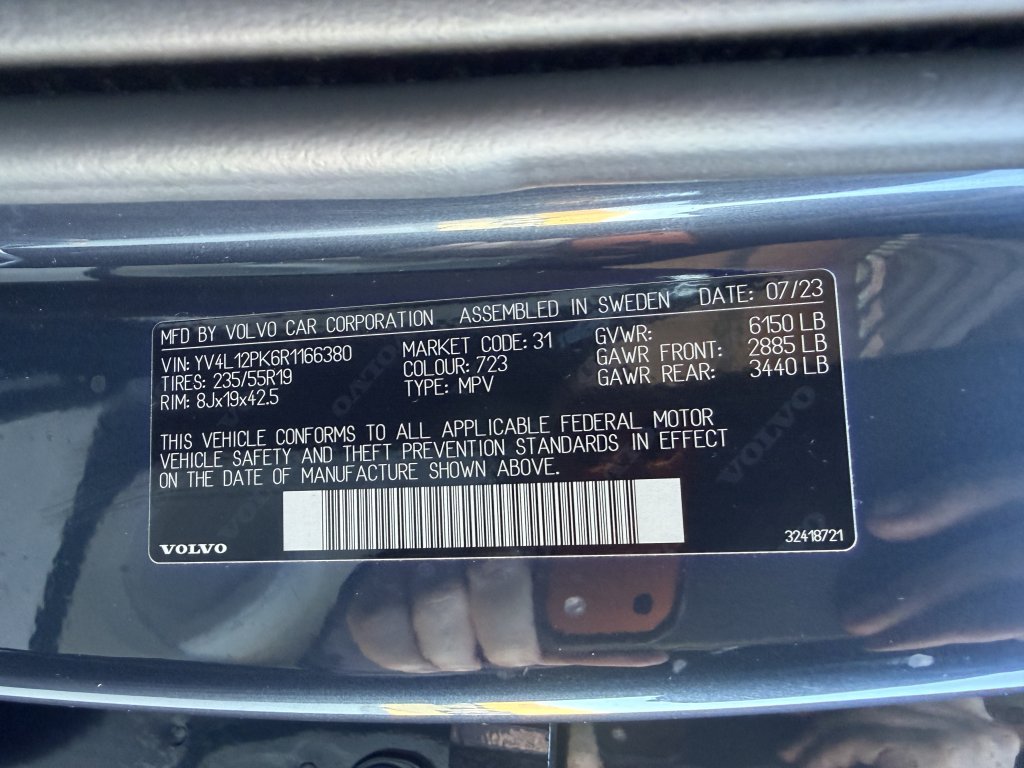 MFD BY VOLVO CAR CORPORATION ASSEMBLED IN SWEDEN DATE: 07/23
VIN: YV4L12PK6R1166380 MARKET CODE: 31 GVWR: 6150 LB
TIRES: 235/55R19 COLOUR: 723 GAWR FRONT: 2885 LB
RIM: 8Jx19x42.5 TYPE: MPV GAWR REAR: 3440 LB
THIS VEHICLE CONFORMS TO ALL APPLICABLE FEDERAL MOTOR
VEHICLE SAFETY AND THEFT PREVENTION STANDARDS IN EFFECT
ON THE DATE OF MANUFACTURE SHOWN ABOVE.
VOLVO 32418721